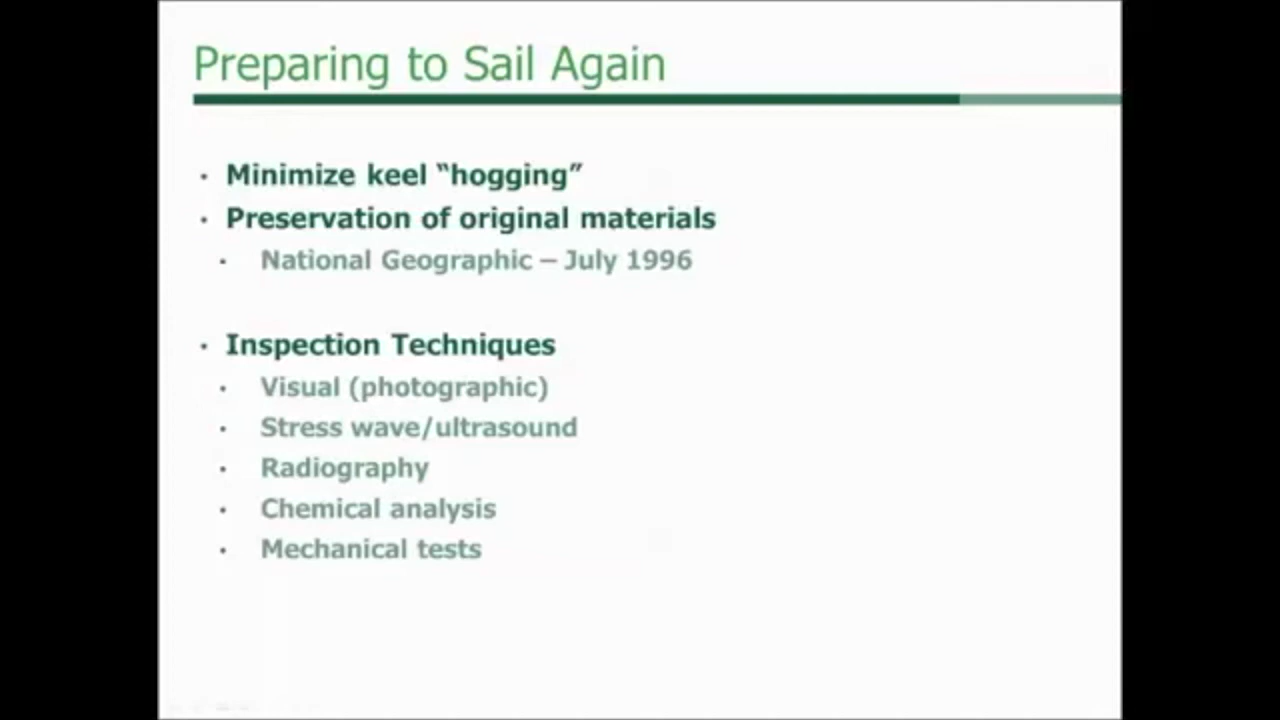 Preparing to Sail Again
• Minimize keel “hogging”
• Preservation of original materials
• National Geographic – July 1996
• Inspection Techniques
• Visual (photographic)
• Stress wave/ultrasound
• Radiography
• Chemical analysis
• Mechanical tests